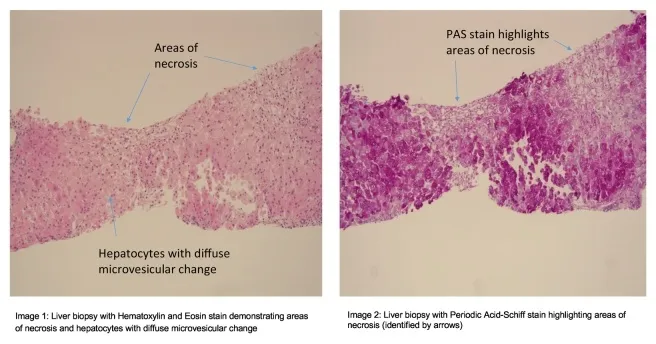 Areas of
necrosis
Hepatocytes with diffuse
microvesicular change
PAS stain highlights
areas of necrosis
Image 1: Liver biopsy with Hematoxylin and Eosin stain demonstrating areas
of necrosis and hepatocytes with diffuse microvesicular change
Image 2: Liver biopsy with Periodic Acid-Schiff stain highlighting areas of
necrosis (identified by arrows)